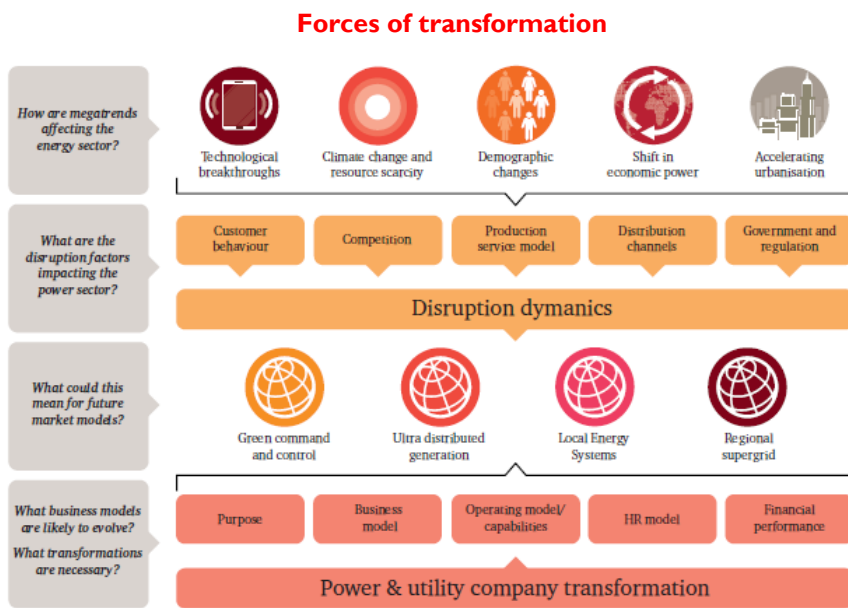 Forces of transformation
How are megatrends
affecting the
energy sector?
Technological
breakthroughs
Climate change and
resource scarcity
Demographic
changes
Shift in
economic power
Accelerating
urbanisation
What are the
disruption factors
impacting the
power sector?
Customer
behaviour
Competition
Production
service model
Distribution
channels
Government and
regulation
Disruption dymanics
What could this
mean for future
market models?
Green command
and control
Ultra distributed
generation
Local Energy
Systems
Regional
supergrid
What business models
are likely to evolve?
What transformations
are necessary?
Purpose
Business
model
Operating model/
capabilities
HR model
Financial
performance
Power & utility company transformation